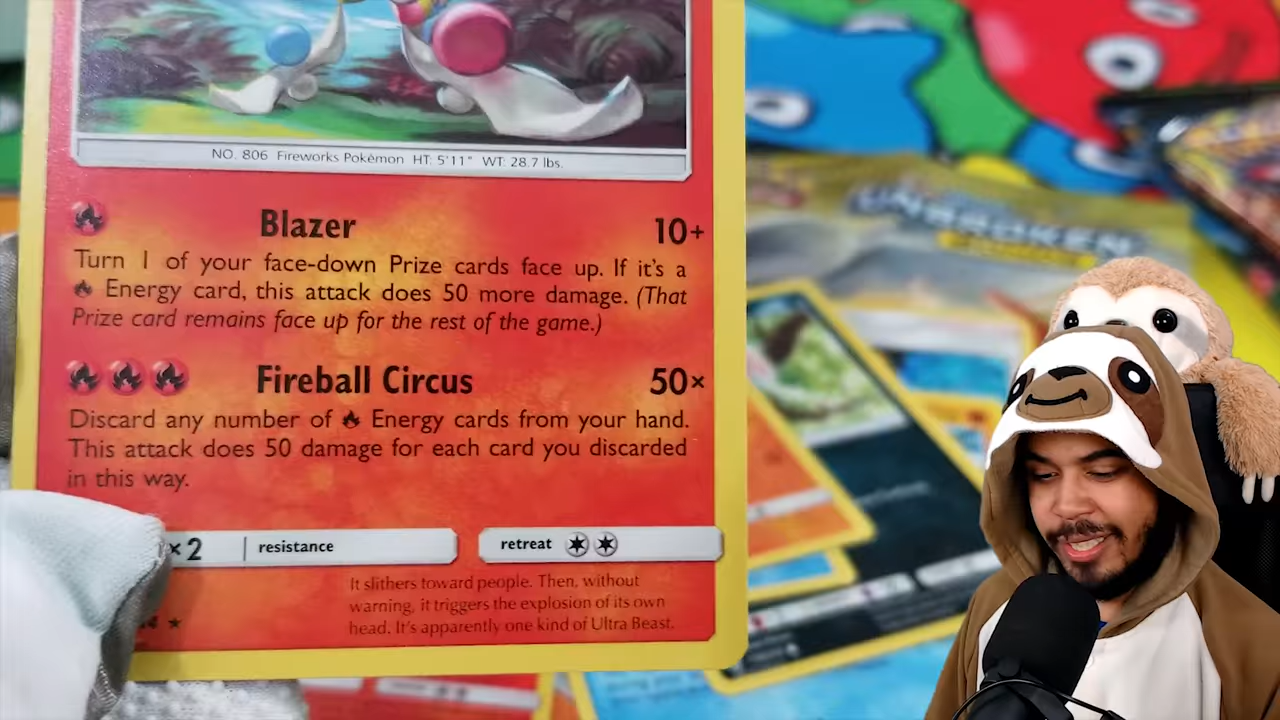 NO. 806 Fireworks Pokémon HT: 5'11" WT: 28.7 lbs.
Blazer 10+
Turn 1 of your face-down Prize cards face up. If it's a
Energy card, this attack does 50 more damage. (That
Prize card remains face up for the rest of the game.)
Fireball Circus 50×
Discard any number of Energy cards from your hand.
This attack does 50 damage for each card you discarded
in this way.
×2 resistance retreat
It slithers toward people. Then, without
warning, it triggers the explosion of its own
head. It's apparently one kind of Ultra Beast.
UNBROKEN